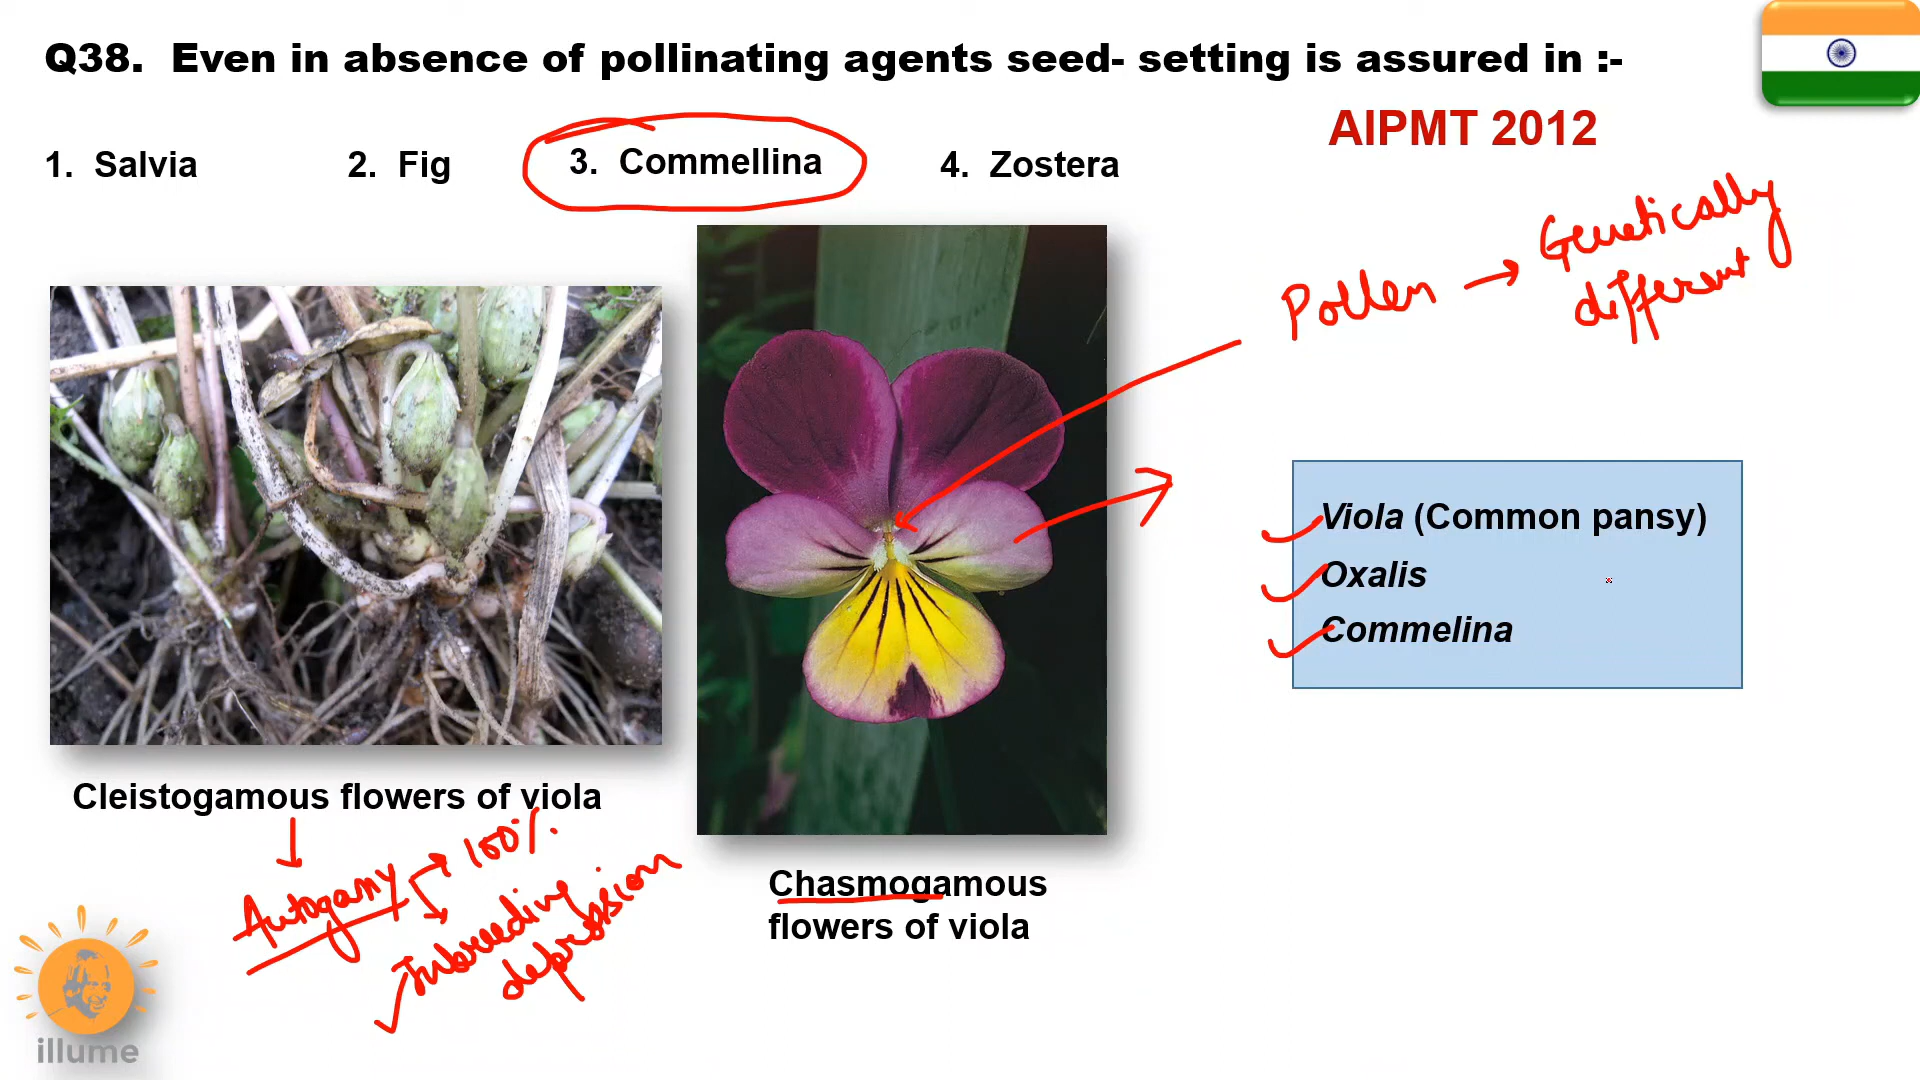 Q38. Even in absence of pollinating agents seed- setting is assured in :-
AIPMT 2012
1. Salvia
2. Fig
3. Commellina
4. Zostera
Pollen → Genetically
different
Viola (Common pansy)
Oxalis
Commelina
Cleistogamous flowers of viola
Autogamy
100%
Inbreeding
depression
Chasmogamous
flowers of viola
illume